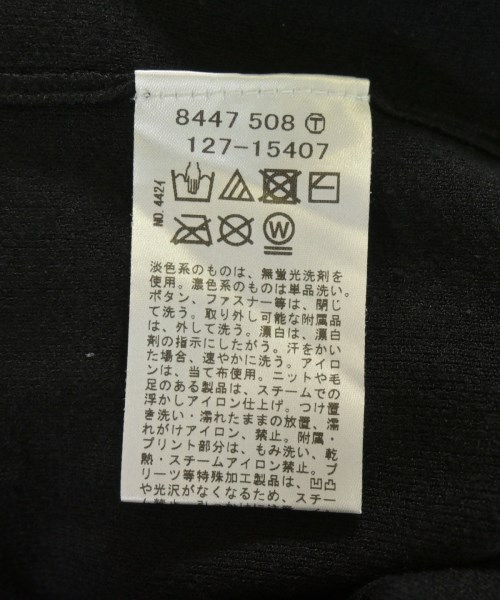 8447 508 Ⓣ
127-15407
NO.442イ
W
淡色系のものは、無蛍光洗剤を
使用。濃色系のものは単品洗い。
ボタン、ファスナー等は、閉じ
て洗う。取り外し可能な附属品
は、外して洗う。漂白は、漂白
剤の指示にしたがう。汗をかい
た場合、速やかに洗う。アイロ
ンは、当て布使用。ニットや毛
足のある製品は、スチームでの
浮かしアイロン仕上げ。つけ置
き洗い・濡れたままの放置、濡
れがけアイロン、禁止。附属・
プリント部分は、もみ洗い、乾
熱・スチームアイロン禁止。プ
リーツ等特殊加工製品は、凹凸
や光沢がなくなるため、スチー